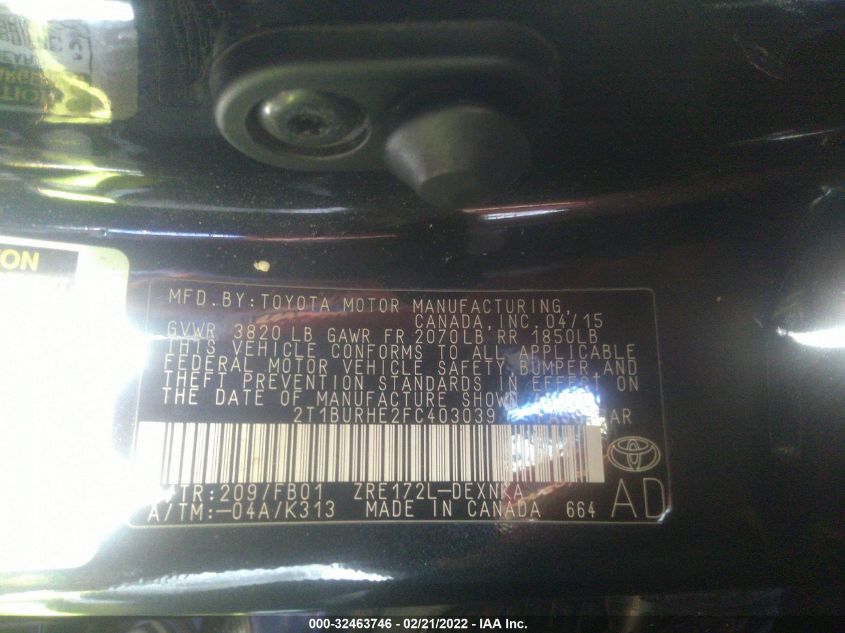 ON
MFD.BY:TOYOTA MOTOR MANUFACTURING,
CANADA,INC. 04/15
GVWR 3820 LB GAWR FR 2070LB RR 1850LB
THIS VEHICLE CONFORMS TO ALL APPLICABLE
FEDERAL MOTOR VEHICLE SAFETY,BUMPER,AND
THEFT PREVENTION STANDARDS IN EFFECT ON
THE DATE OF MANUFACTURE SHOWN
2T1BURHE2FC403039
TR:209/FB01 ZRE172L-DEXNKA
A/TM:-04A/K313 MADE IN CANADA 664 AD
000-32463746 - 02/21/2022 - IAA Inc.